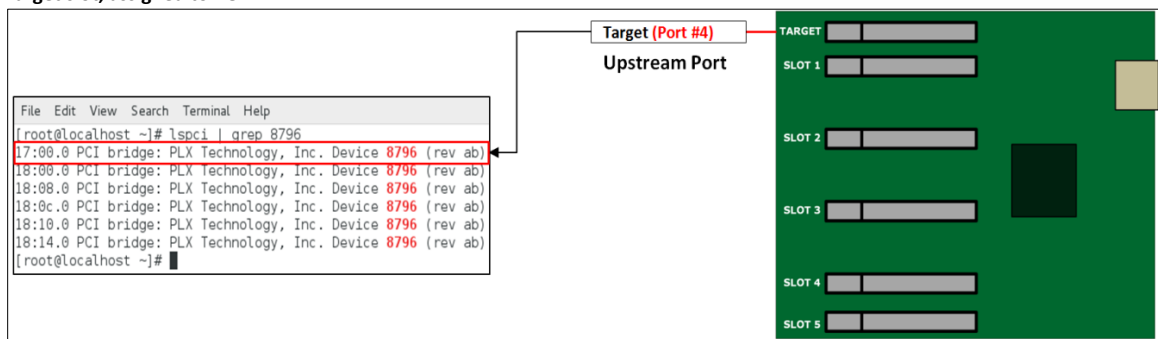 Target (Port #4)
Upstream Port
File Edit View Search Terminal Help
[root@localhost ~]# lspci | grep 8796
17:00.0 PCI bridge: PLX Technology, Inc. Device 8796 (rev ab)
18:00.0 PCI bridge: PLX Technology, Inc. Device 8796 (rev ab)
18:08.0 PCI bridge: PLX Technology, Inc. Device 8796 (rev ab)
18:0c.0 PCI bridge: PLX Technology, Inc. Device 8796 (rev ab)
18:10.0 PCI bridge: PLX Technology, Inc. Device 8796 (rev ab)
18:14.0 PCI bridge: PLX Technology, Inc. Device 8796 (rev ab)
[root@localhost ~]#
TARGET
SLOT 1
SLOT 2
SLOT 3
SLOT 4
SLOT 5